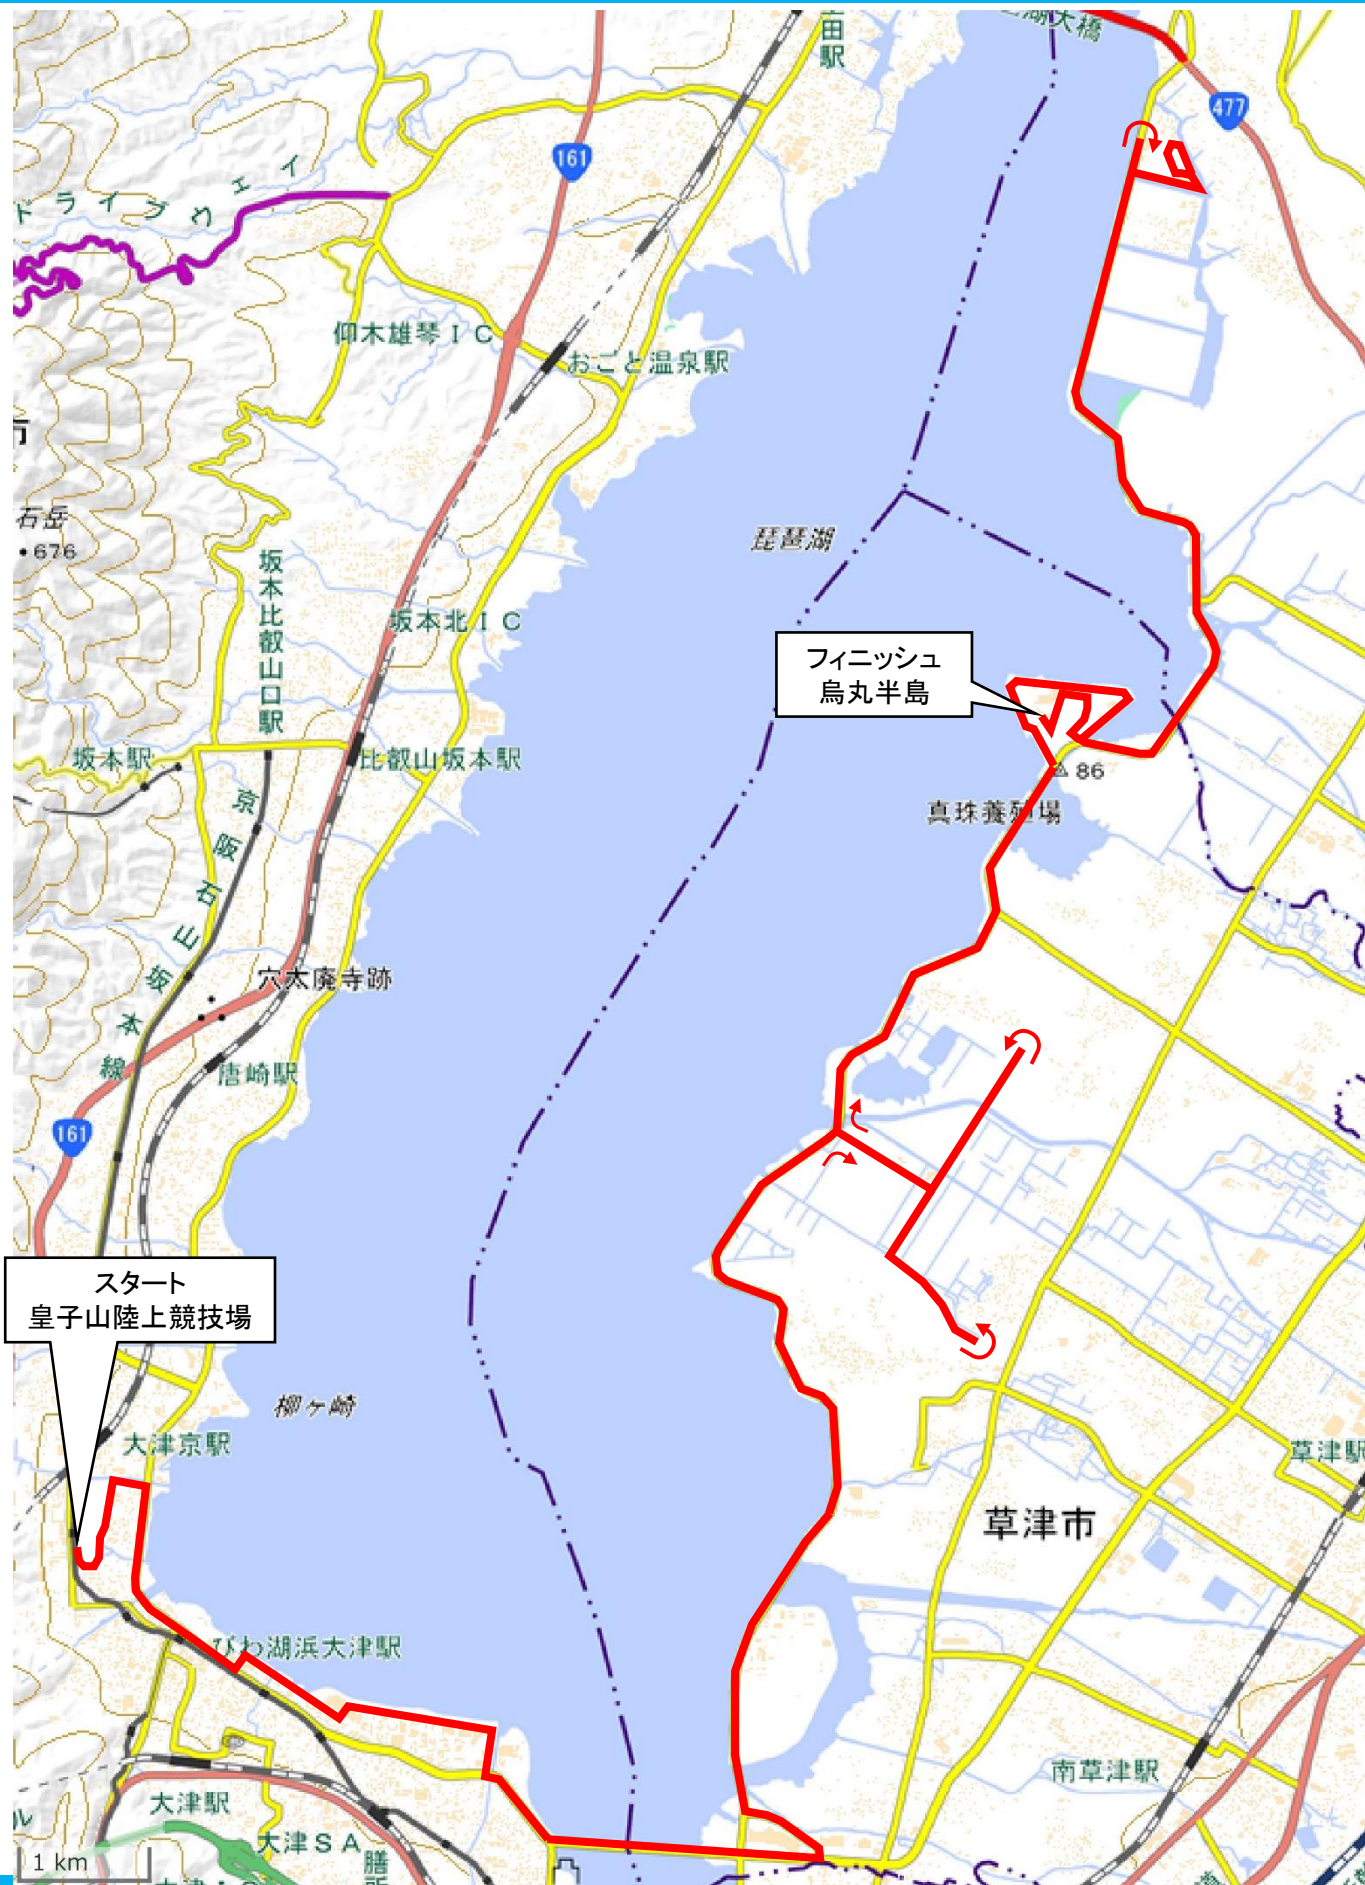 堅田駅
湖大橋
477
161
ドライブウェイ
仰木雄琴ＩＣ
おごと温泉駅
市
石岳
・676
琵琶湖
坂本比叡山口駅
坂本北ＩＣ
フィニッシュ
烏丸半島
坂本駅
比叡山坂本駅
86
真珠養殖場
京阪石山坂本線
穴太廃寺跡
唐崎駅
161
スタート
皇子山陸上競技場
柳ヶ崎
大津京駅
草津駅
草津市
びわ湖浜大津駅
南草津駅
大津駅
大津ＳＡ
膳所
1 km